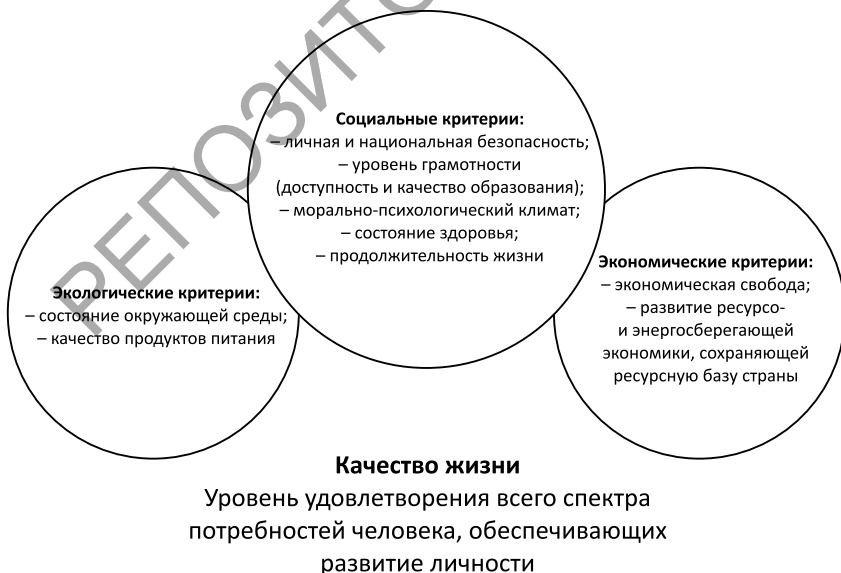 РЕПОЗИТО
Социальные критерии:
– личная и национальная безопасность;
– уровень грамотности
(доступность и качество образования);
– морально-психологический климат;
– состояние здоровья;
– продолжительность жизни
Экологические критерии:
– состояние окружающей среды;
– качество продуктов питания
Экономические критерии:
– экономическая свобода;
– развитие ресурсо-
и энергосберегающей
экономики, сохраняющей
ресурсную базу страны
Качество жизни
Уровень удовлетворения всего спектра
потребностей человека, обеспечивающих
развитие личности